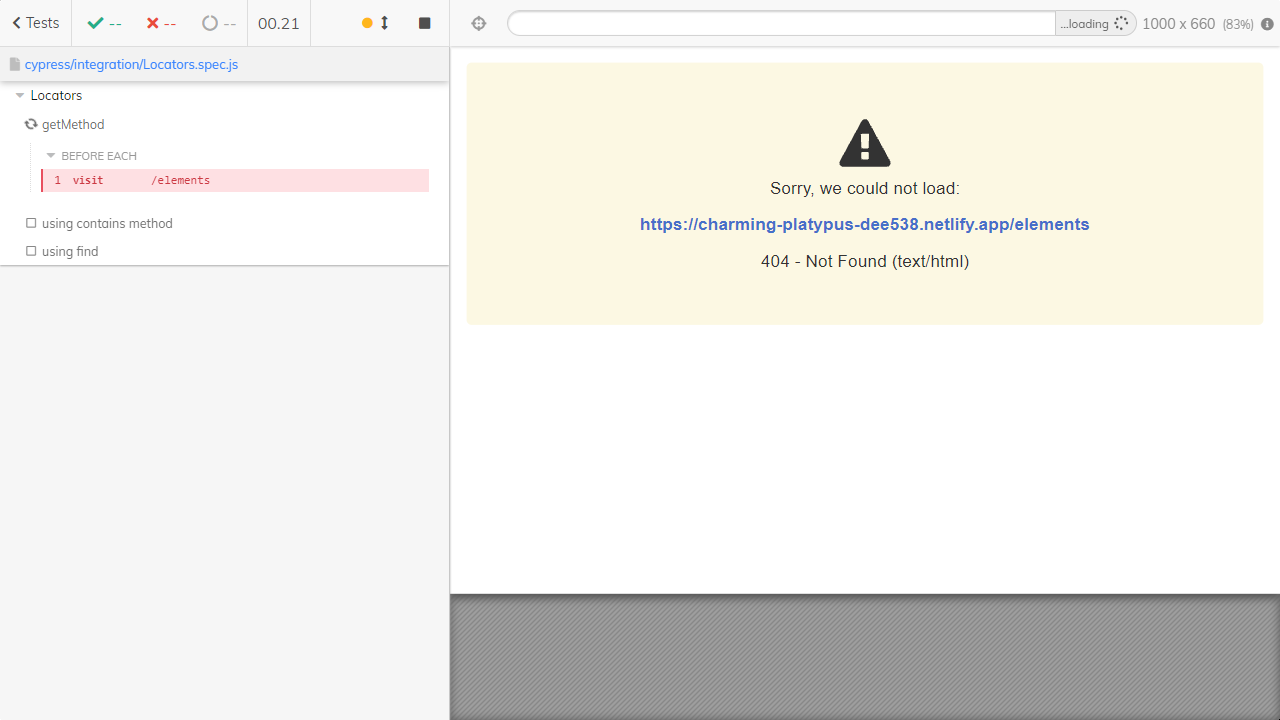 Tests -- -- -- 00.21
...loading 1000 x 660 (83%)
cypress/integration/Locators.spec.js
Locators
getMethod
BEFORE EACH
1 visit /elements
using contains method
using find
Sorry, we could not load:
https://charming-platypus-dee538.netlify.app/elements
404 - Not Found (text/html)